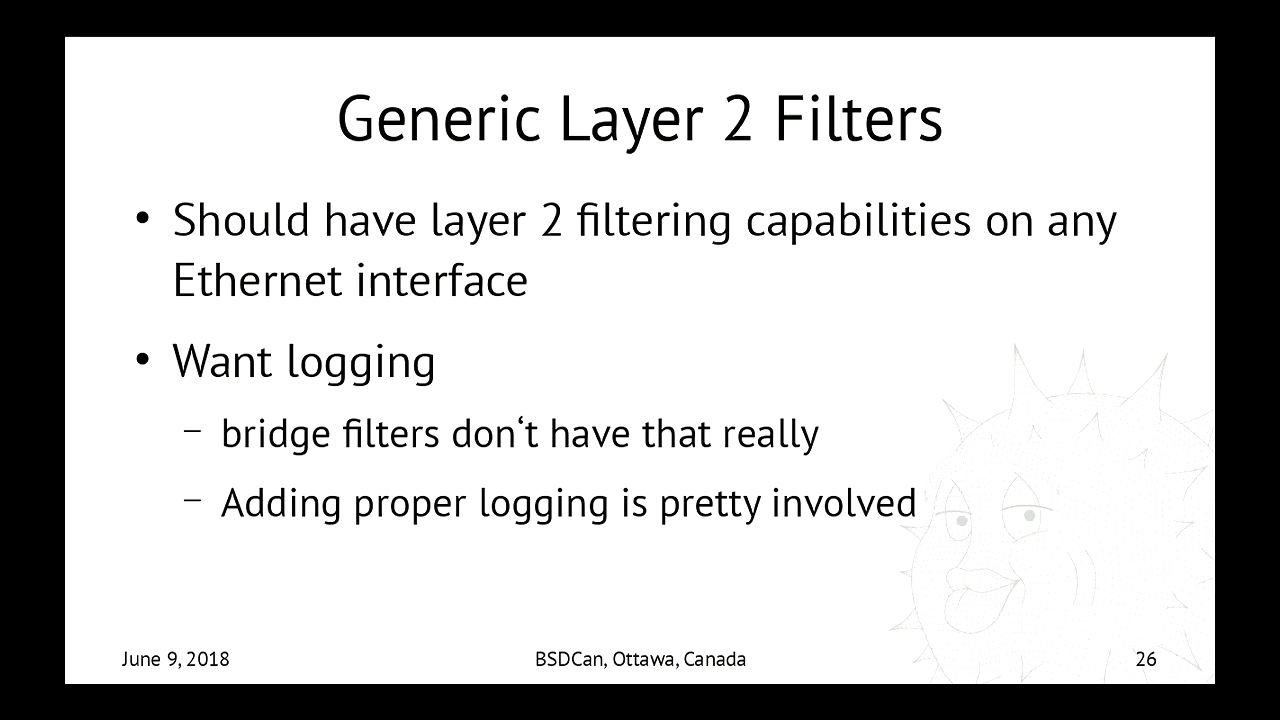 Generic Layer 2 Filters
• Should have layer 2 filtering capabilities on any
Ethernet interface
• Want logging
– bridge filters don‘t have that really
– Adding proper logging is pretty involved
June 9, 2018
BSDCan, Ottawa, Canada
26